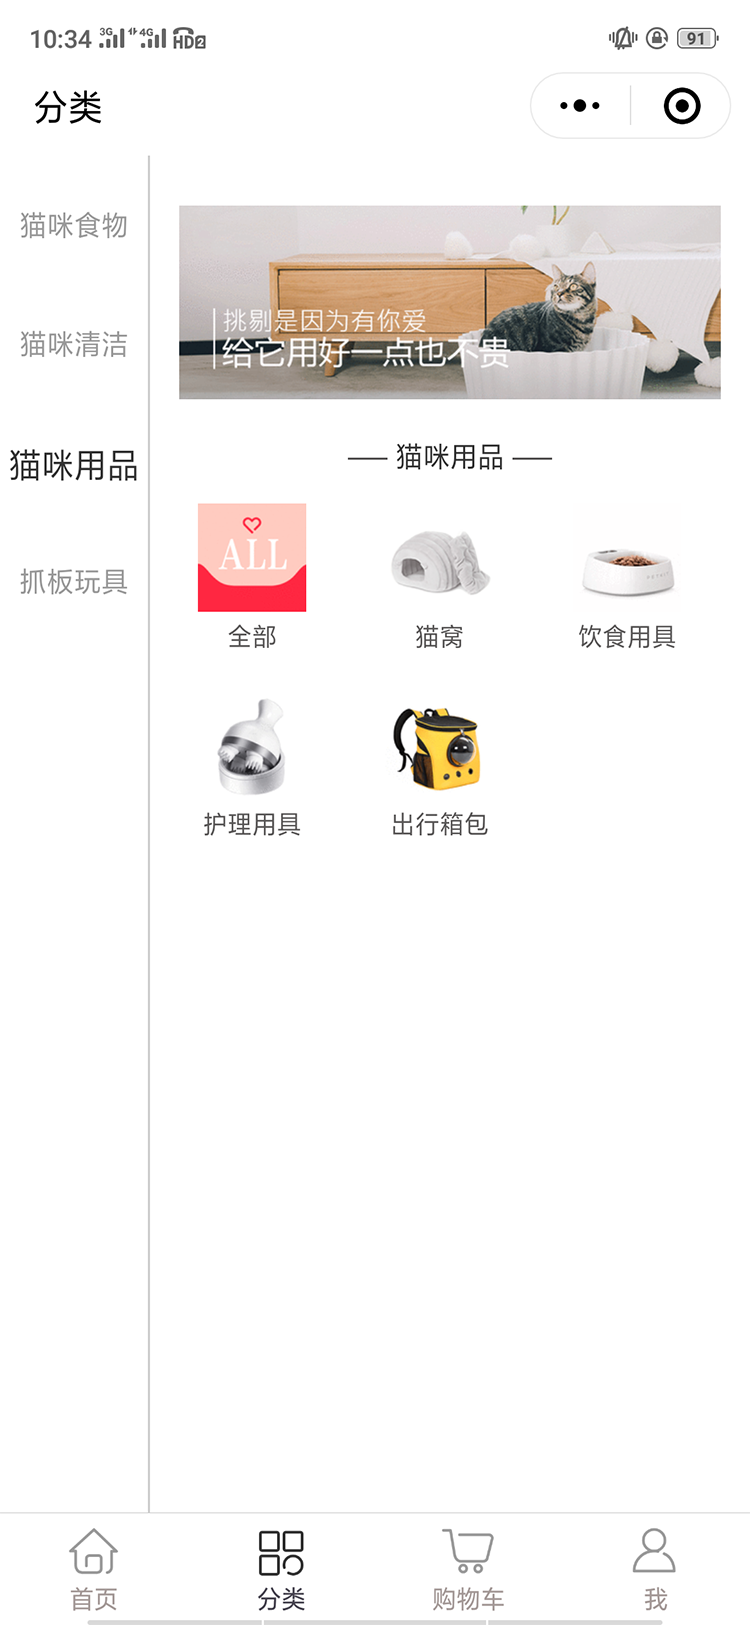 10:34 3G 4G HD2 91
分类
猫咪食物
猫咪清洁
猫咪用品
抓板玩具
挑剔是因为有你爱
给它用好一点也不贵
猫咪用品
ALL
全部 猫窝 饮食用具
护理用具 出行箱包
首页 分类 购物车 我